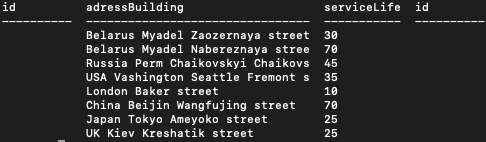 id adressBuilding serviceLife id
---------- ------------------------------ ----------- ----------
Belarus Myadel Zaozernaya street 30
Belarus Myadel Nabereznaya stree 70
Russia Perm Chaikovskyi Chaikovs 45
USA Vashington Seattle Fremont s 35
London Baker street 10
China Beijin Wangfujing street 70
Japan Tokyo Ameyoko street 25
UK Kiev Kreshatik street 25